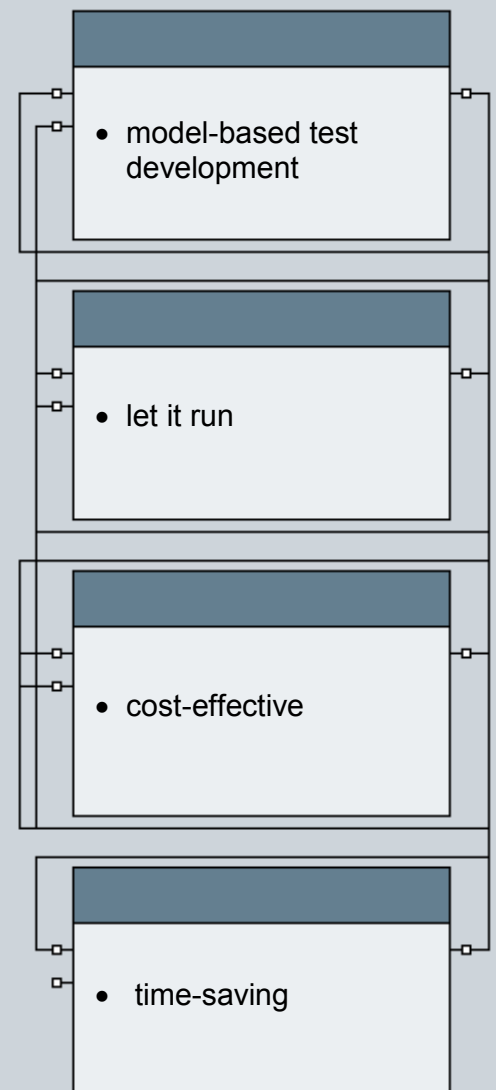 • model-based test
development
• let it run
• cost-effective
• time-saving